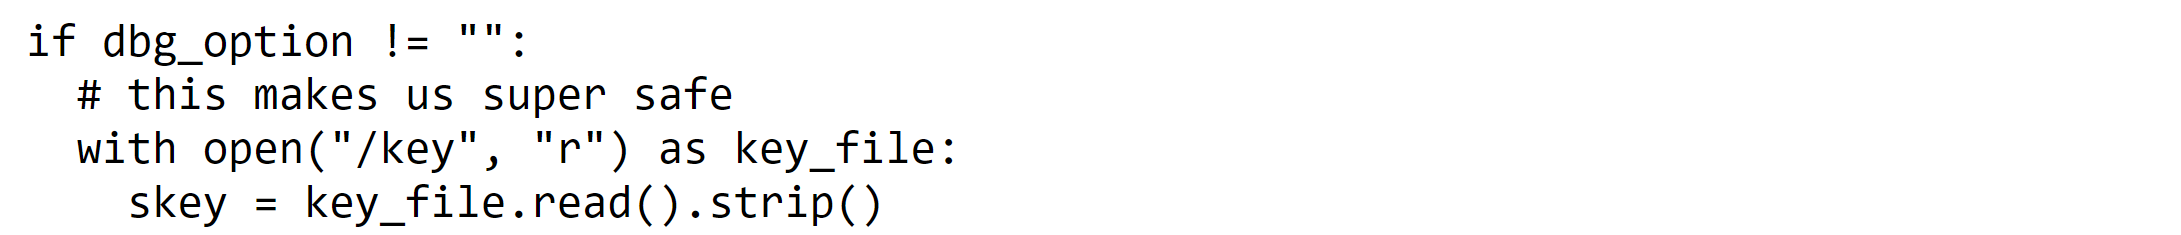 if dbg_option != "":
  # this makes us super safe
  with open("/key", "r") as key_file:
    skey = key_file.read().strip()